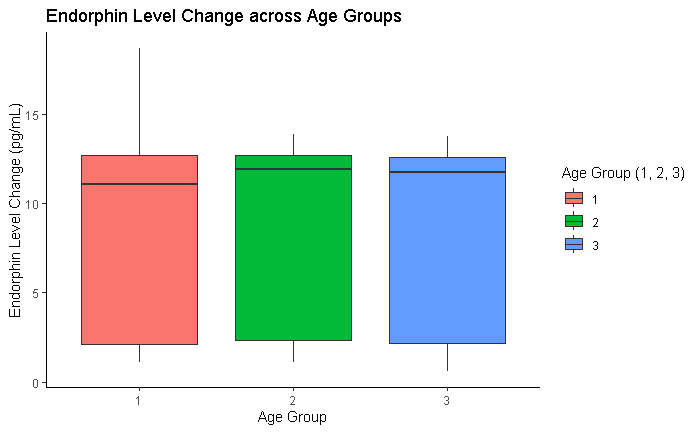 Endorphin Level Change across Age Groups
Endorphin Level Change (pg/mL)
15
10
5
0
1
2
3
Age Group
Age Group (1, 2, 3)
1
2
3